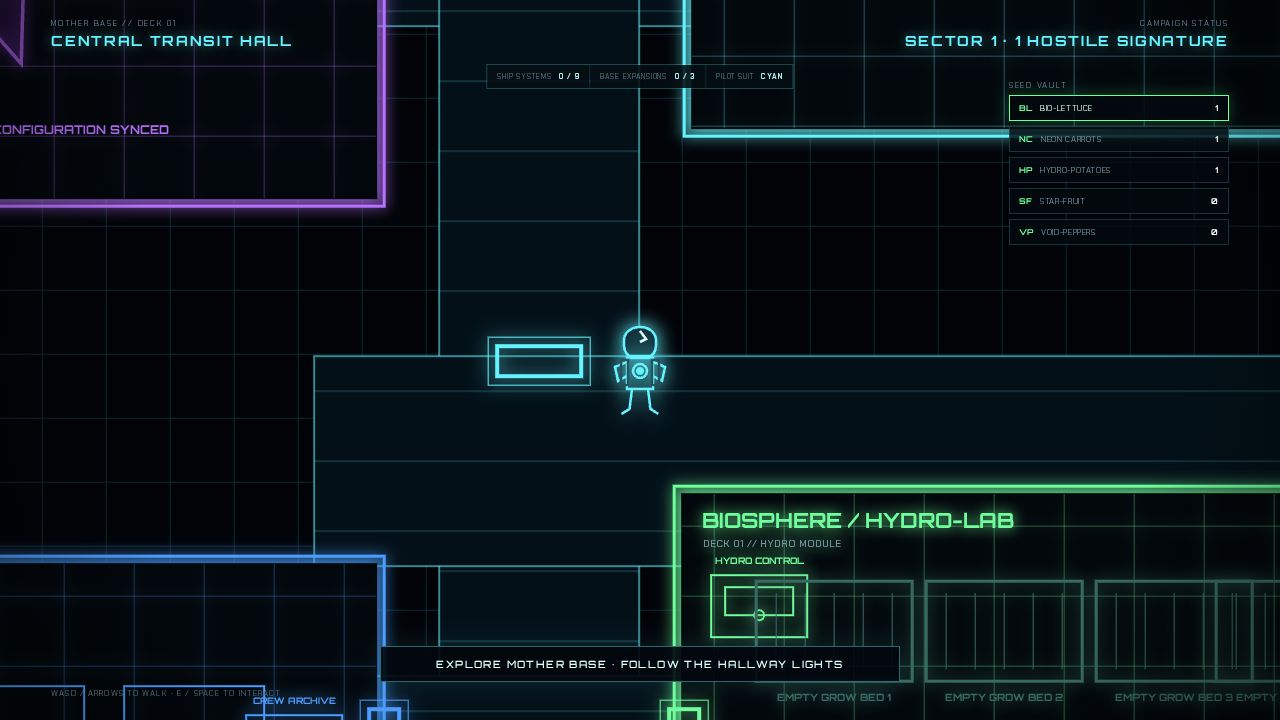 MOTHER BASE // DECK 01
CENTRAL TRANSIT HALL
CAMPAIGN STATUS
SECTOR 1 · 1 HOSTILE SIGNATURE
SHIP SYSTEMS 0 / 9 BASE EXPANSIONS 0 / 3 PILOT SUIT CYAN
SEED VAULT
BL BIO-LETTUCE 1
NC NEON CARROTS 1
HP HYDRO-POTATOES 1
SF STAR-FRUIT 0
VP VOID-PEPPERS 0
CONFIGURATION SYNCED
BIOSPHERE / HYDRO-LAB
DECK 01 // HYDRO MODULE
HYDRO CONTROL
EXPLORE MOTHER BASE · FOLLOW THE HALLWAY LIGHTS
WASD / ARROWS TO WALK · E / SPACE TO INTERACT
CREW ARCHIVE
EMPTY GROW BED 1 EMPTY GROW BED 2 EMPTY GROW BED 3 EMPTY